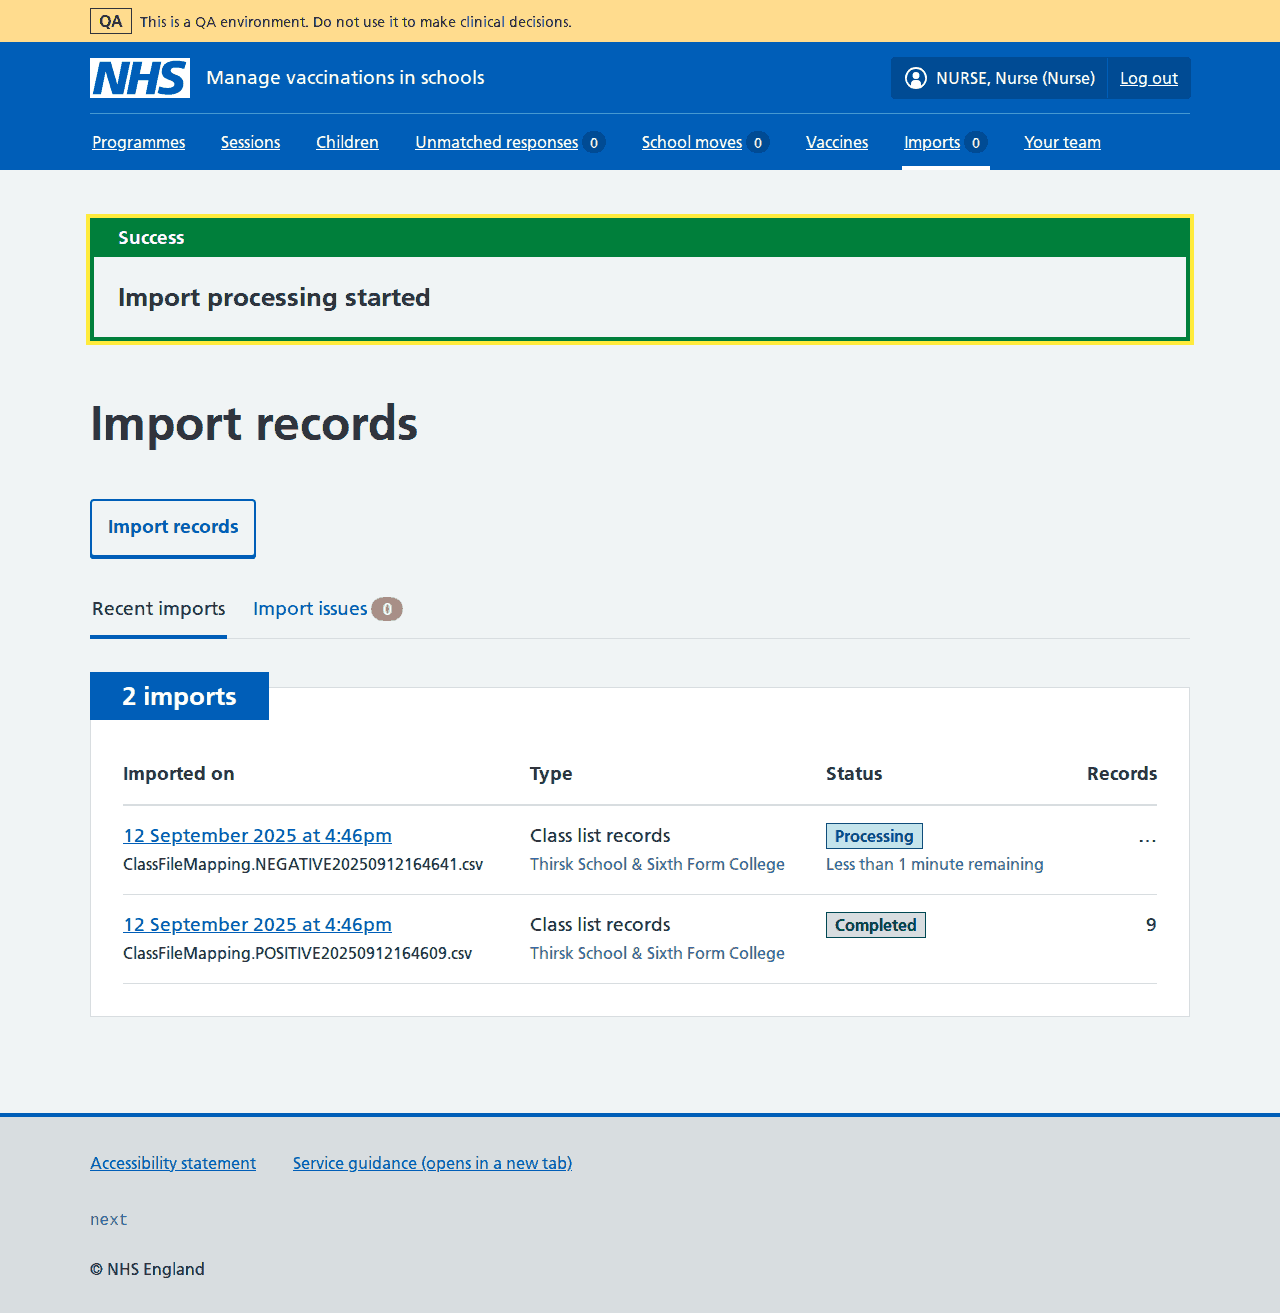 QA This is a QA environment. Do not use it to make clinical decisions.
NHS Manage vaccinations in schools NURSE, Nurse (Nurse) Log out
Programmes Sessions Children Unmatched responses 0 School moves 0 Vaccines Imports 0 Your team
Success
Import processing started
Import records
Import records
Recent imports Import issues 0
2 imports
Imported on Type Status Records
12 September 2025 at 4:46pm Class list records Processing ...
ClassFileMapping.NEGATIVE20250912164641.csv Thirsk School & Sixth Form College Less than 1 minute remaining
12 September 2025 at 4:46pm Class list records Completed 9
ClassFileMapping.POSITIVE20250912164609.csv Thirsk School & Sixth Form College
Accessibility statement Service guidance (opens in a new tab)
next
© NHS England